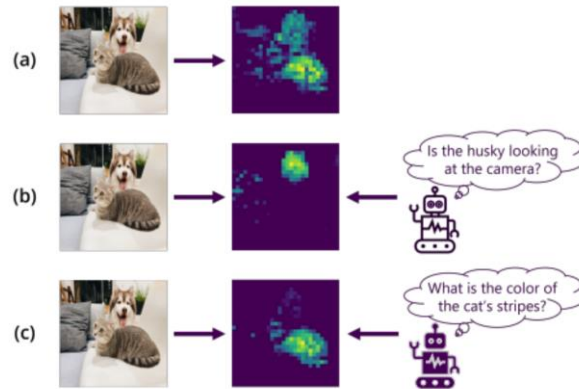 (a)
(b)
Is the husky looking
at the camera?
(c)
What is the color of
the cat's stripes?